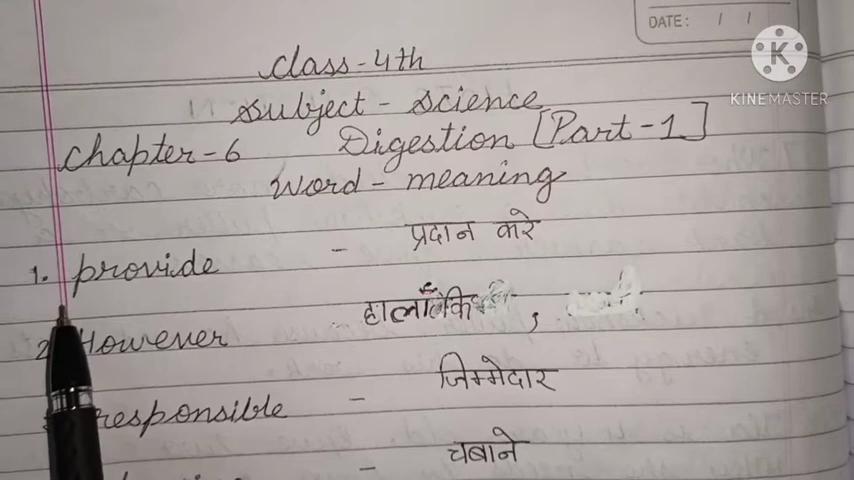 DATE: / /
K
KINEMASTER
Class - 4th
Subject - Science
Chapter - 6 Digestion [Part - 1]
Word - meaning
1. provide - प्रदान करे
2. However हालाँकि ,
responsible - जिम्मेदार
- चबाने